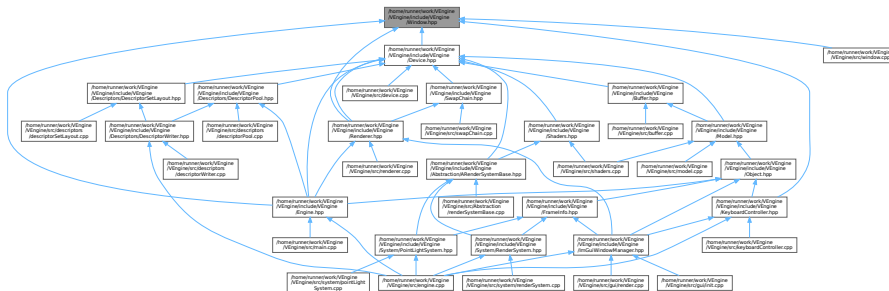 /home/runner/work/VEngine
/VEngine/include/VEngine
/Window.hpp
/home/runner/work/VEngine
/VEngine/include/VEngine
/Device.hpp
/home/runner/work/VEngine
/VEngine/src/window.cpp
/home/runner/work/VEngine
/VEngine/include/VEngine
/Descriptors/DescriptorSetLayout.hpp
/home/runner/work/VEngine
/VEngine/include/VEngine
/Descriptors/DescriptorPool.hpp
/home/runner/work/VEngine
/VEngine/src/device.cpp
/home/runner/work/VEngine
/VEngine/include/VEngine
/SwapChain.hpp
/home/runner/work/VEngine
/VEngine/include/VEngine
/Buffer.hpp
/home/runner/work/VEngine
/VEngine/src/descriptors
/descriptorSetLayout.cpp
/home/runner/work/VEngine
/VEngine/include/VEngine
/Descriptors/DescriptorWriter.hpp
/home/runner/work/VEngine
/VEngine/src/descriptors
/descriptorPool.cpp
/home/runner/work/VEngine
/VEngine/include/VEngine
/Renderer.hpp
/home/runner/work/VEngine
/VEngine/src/swapChain.cpp
/home/runner/work/VEngine
/VEngine/include/VEngine
/Shaders.hpp
/home/runner/work/VEngine
/VEngine/src/buffer.cpp
/home/runner/work/VEngine
/VEngine/include/VEngine
/Model.hpp
/home/runner/work/VEngine
/VEngine/src/descriptors
/descriptorWriter.cpp
/home/runner/work/VEngine
/VEngine/src/renderer.cpp
/home/runner/work/VEngine
/VEngine/include/VEngine
/Abstraction/ARenderSystemBase.hpp
/home/runner/work/VEngine
/VEngine/src/shaders.cpp
/home/runner/work/VEngine
/VEngine/src/model.cpp
/home/runner/work/VEngine
/VEngine/include/VEngine
/Object.hpp
/home/runner/work/VEngine
/VEngine/include/VEngine
/Engine.hpp
/home/runner/work/VEngine
/VEngine/src/Abstraction
/renderSystemBase.cpp
/home/runner/work/VEngine
/VEngine/include/VEngine
/FrameInfo.hpp
/home/runner/work/VEngine
/VEngine/include/VEngine
/KeyboardController.hpp
/home/runner/work/VEngine
/VEngine/src/main.cpp
/home/runner/work/VEngine
/VEngine/include/VEngine
/System/PointLightSystem.hpp
/home/runner/work/VEngine
/VEngine/include/VEngine
/System/RenderSystem.hpp
/home/runner/work/VEngine
/VEngine/include/VEngine
/ImGuiWindowManager.hpp
/home/runner/work/VEngine
/VEngine/src/keyboardController.cpp
/home/runner/work/VEngine
/VEngine/src/system/pointLight
System.cpp
/home/runner/work/VEngine
/VEngine/src/engine.cpp
/home/runner/work/VEngine
/VEngine/src/system/renderSystem.cpp
/home/runner/work/VEngine
/VEngine/src/gui/render.cpp
/home/runner/work/VEngine
/VEngine/src/gui/init.cpp